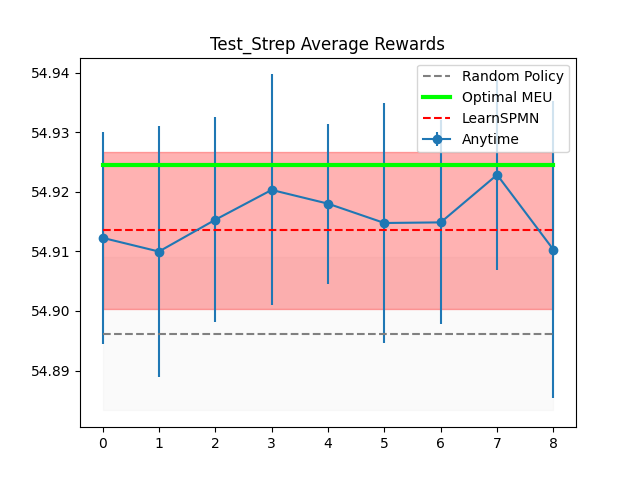 Test_Strep Average Rewards
54.94
54.93
54.92
54.91
54.90
54.89
Random Policy
Optimal MEU
LearnSPMN
Anytime
0 1 2 3 4 5 6 7 8